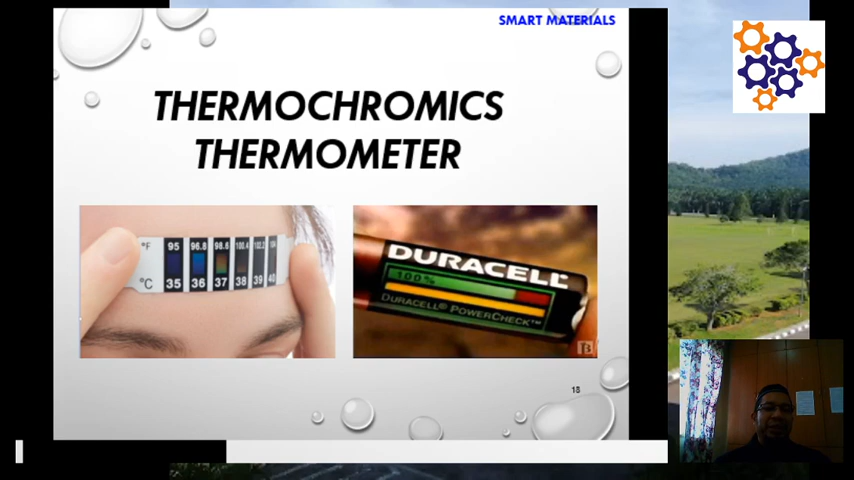 SMART MATERIALS
THERMOCHROMICS
THERMOMETER
°F 95 96.8 98.6 100.4 102.2 104
°C 35 36 37 38 39 40
DURACELL
100%
DURACELL® POWERCHECK™
18